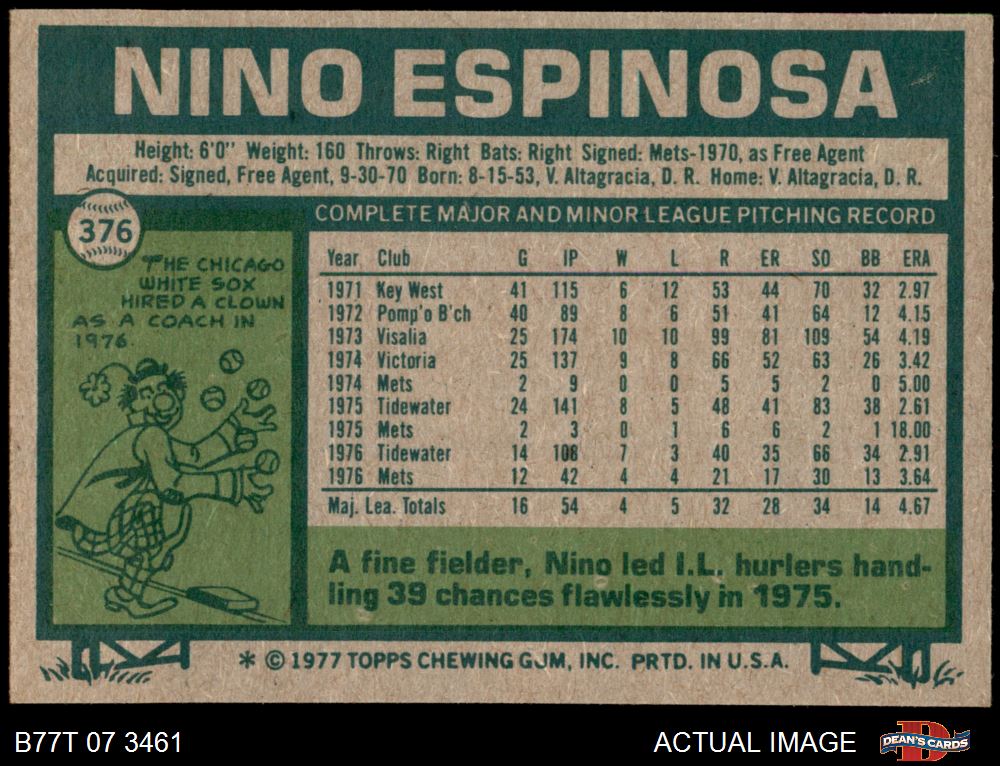 NINO ESPINOSA
Height: 6'0" Weight: 160 Throws: Right Bats: Right Signed: Mets-1970, as Free Agent
Acquired: Signed, Free Agent, 9-30-70 Born: 8-15-53, V. Altagracia, D. R. Home: V. Altagracia, D. R.
376
THE CHICAGO
WHITE SOX
HIRED A CLOWN
AS A COACH IN
1976.
COMPLETE MAJOR AND MINOR LEAGUE PITCHING RECORD
Year Club G IP W L R ER SO BB ERA
1971 Key West 41 115 6 12 53 44 70 32 2.97
1972 Pomp'o B'ch 40 89 8 6 51 41 64 12 4.15
1973 Visalia 25 174 10 10 99 81 109 54 4.19
1974 Victoria 25 137 9 8 66 52 63 26 3.42
1974 Mets 2 9 0 0 5 5 2 0 5.00
1975 Tidewater 24 141 8 5 48 41 83 38 2.61
1975 Mets 2 3 0 1 6 6 2 1 18.00
1976 Tidewater 14 108 7 3 40 35 66 34 2.91
1976 Mets 12 42 4 4 21 17 30 13 3.64
Maj. Lea. Totals 16 54 4 5 32 28 34 14 4.67
A fine fielder, Nino led I.L. hurlers hand-
ling 39 chances flawlessly in 1975.
* © 1977 TOPPS CHEWING GUM, INC. PRTD. IN U.S.A.
B77T 07 3461
ACTUAL IMAGE
D
DEAN'S CARDS